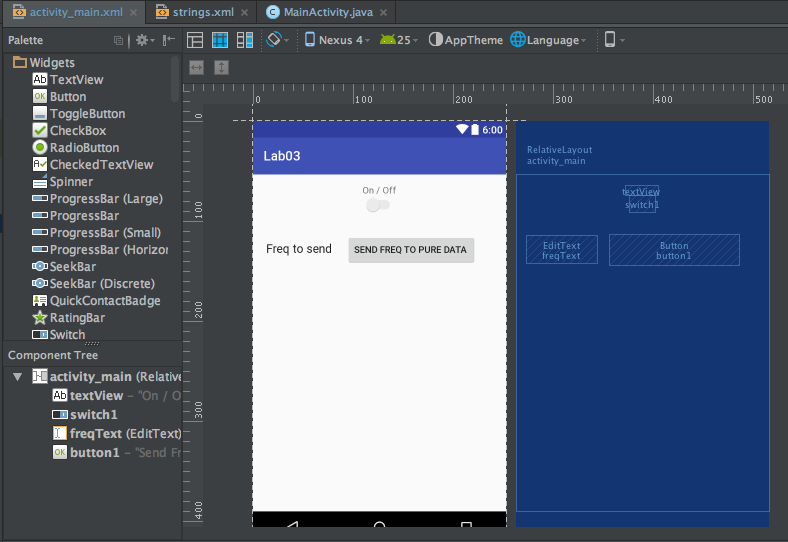 activity_main.xml × strings.xml × MainActivity.java ×
Palette
Nexus 4 25 AppTheme Language
Widgets
Ab TextView
OK Button
ToggleButton
CheckBox
RadioButton
A CheckedTextView
Spinner
ProgressBar (Large)
ProgressBar
ProgressBar (Small)
ProgressBar (Horizon
SeekBar
SeekBar (Discrete)
QuickContactBadge
RatingBar
Switch
Component Tree
activity_main (Relative
Ab textView – "On / O
switch1
freqText (EditText)
OK button1 – "Send Fr
0 100 200 300 400 500
0
100
200
300
400
6:00
Lab03
On / Off
Freq to send
SEND FREQ TO PURE DATA
RelativeLayout
activity_main
textView
switch1
EditText
freqText
Button
button1